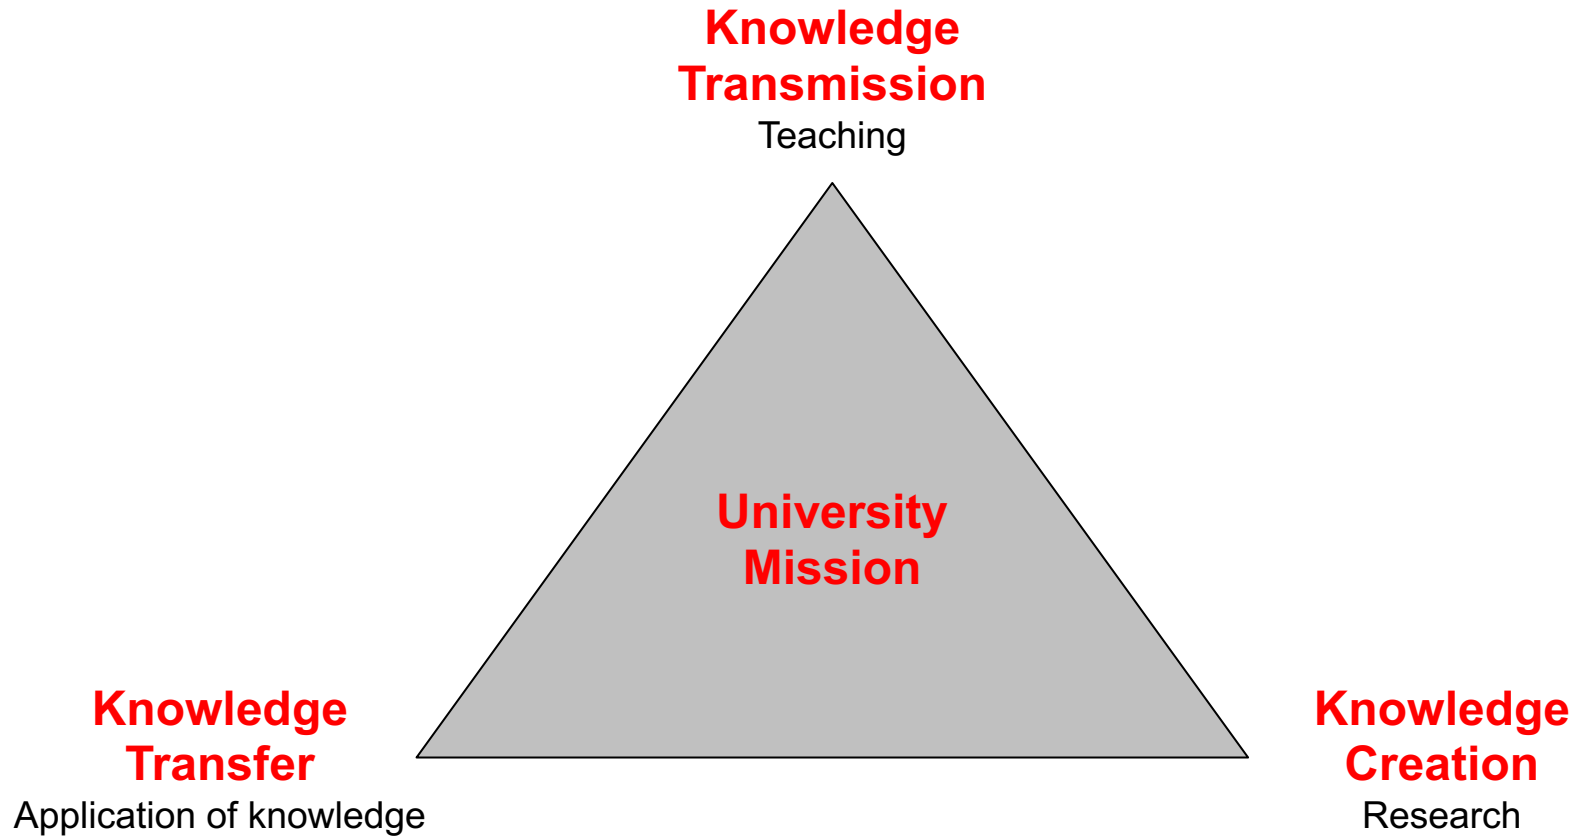 Knowledge
Transmission
Teaching
University
Mission
Knowledge
Transfer
Application of knowledge
Knowledge
Creation
Research